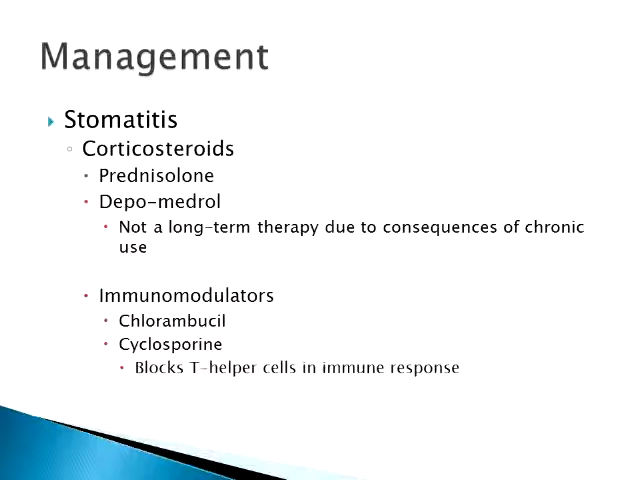 Management
Stomatitis
Corticosteroids
Prednisolone
Depo-medrol
Not a long-term therapy due to consequences of chronic
use
Immunomodulators
Chlorambucil
Cyclosporine
Blocks T-helper cells in immune response